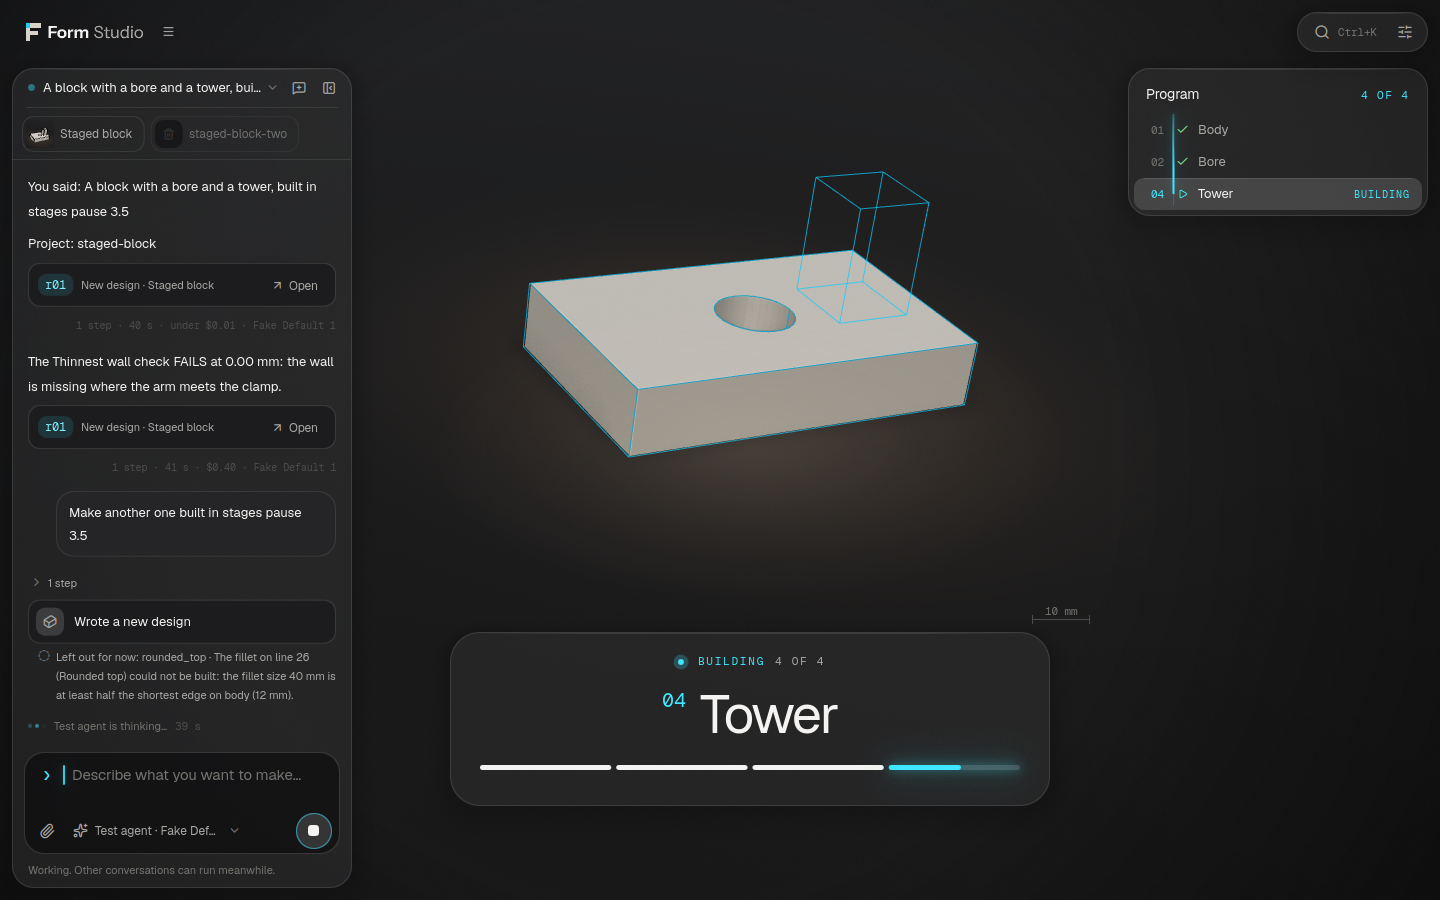 Form Studio
Ctrl+K
A block with a bore and a tower, bui...
Staged block
staged-block-two
You said: A block with a bore and a tower, built in
stages pause 3.5
Project: staged-block
r01 New design · Staged block Open
1 step · 40 s · under $0.01 · Fake Default 1
The Thinnest wall check FAILS at 0.00 mm: the wall
is missing where the arm meets the clamp.
r01 New design · Staged block Open
1 step · 41 s · $0.40 · Fake Default 1
Make another one built in stages pause
3.5
1 step
Wrote a new design
Left out for now: rounded_top · The fillet on line 26
(Rounded top) could not be built: the fillet size 40 mm is
at least half the shortest edge on body (12 mm).
Test agent is thinking... 39 s
Describe what you want to make...
Test agent · Fake Def...
Working. Other conversations can run meanwhile.
10 mm
BUILDING 4 OF 4
04 Tower
Program 4 OF 4
01 Body
02 Bore
04 Tower BUILDING